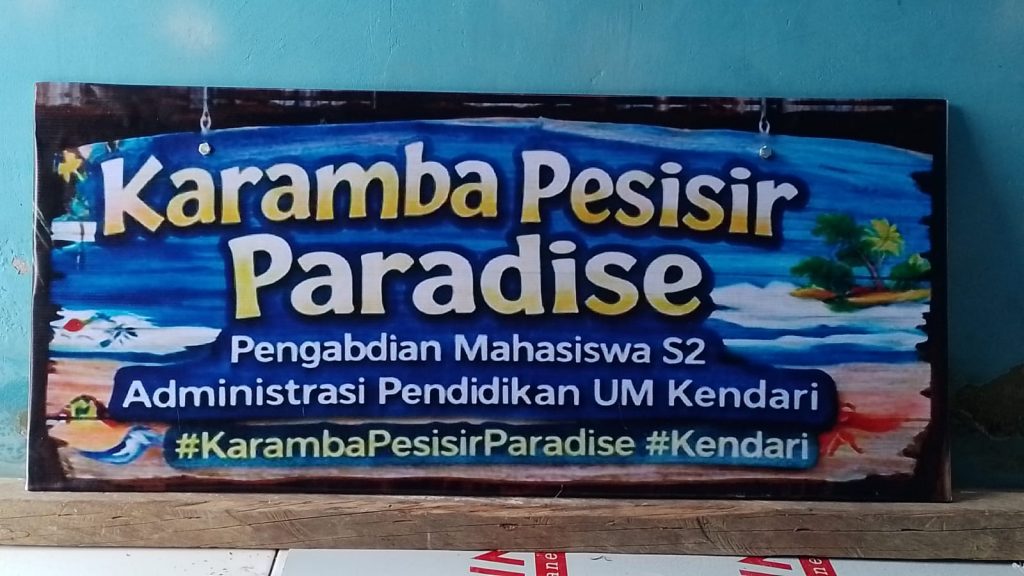 Karamba Pesisir
Paradise
Pengabdian Mahasiswa S2
Administrasi Pendidikan UM Kendari
#KarambaPesisirParadise #Kendari